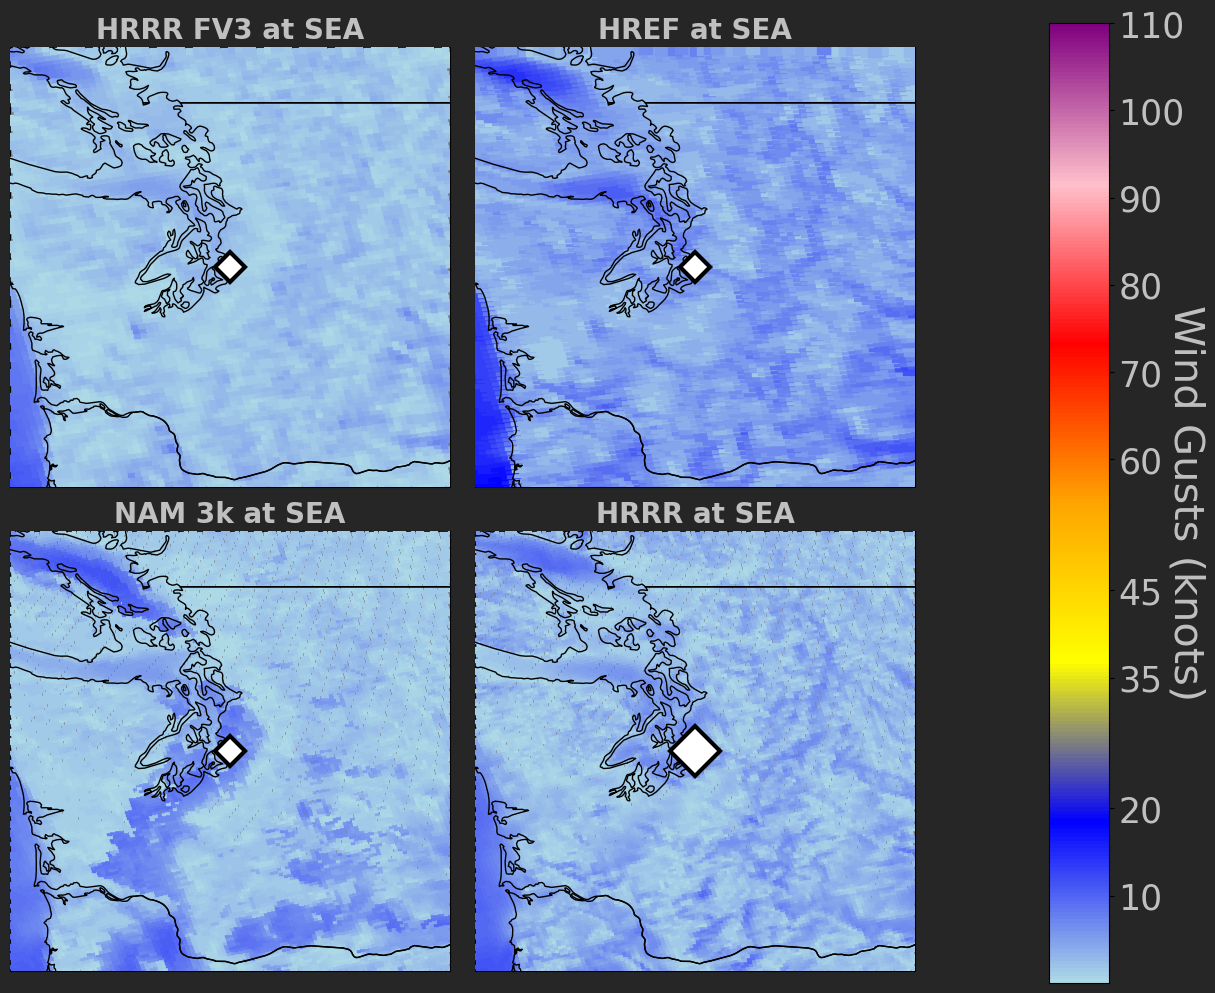 HRRR FV3 at SEA
HREF at SEA
NAM 3k at SEA
HRRR at SEA
110
100
90
80
70
60
45
35
20
10
Wind Gusts (knots)